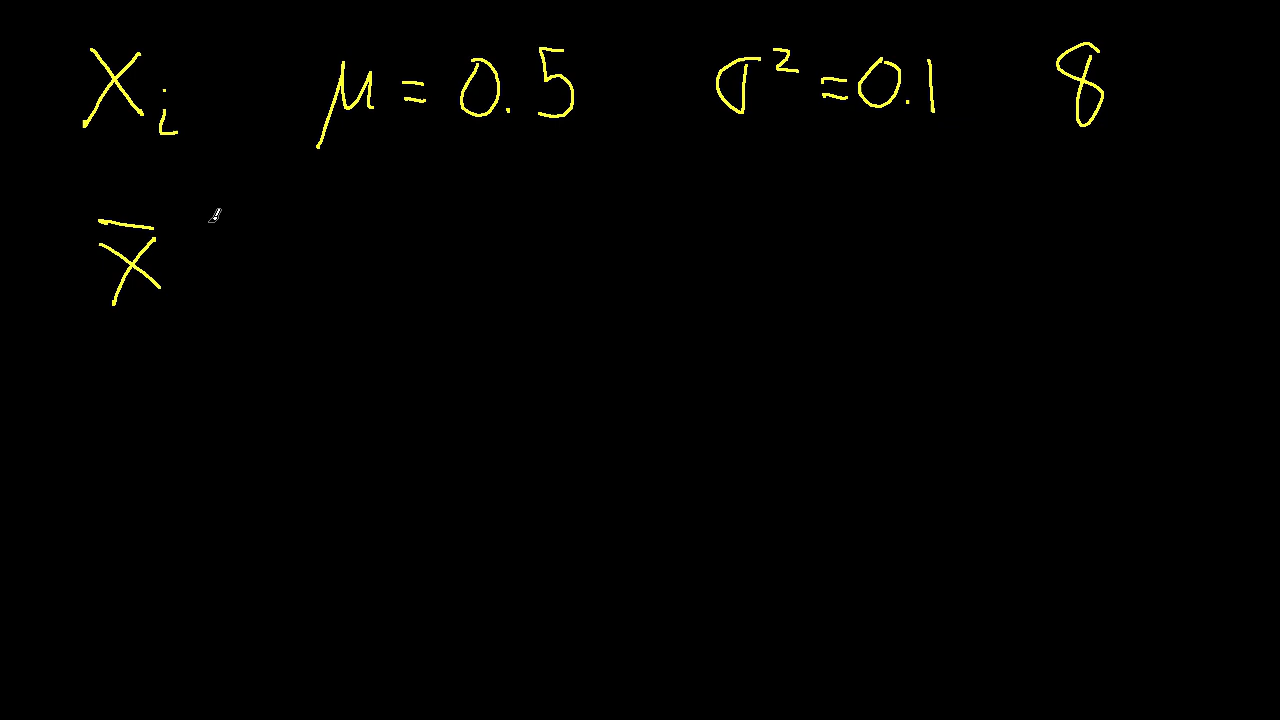 Xᵢ μ = 0.5 σ² = 0.1 8
X̄